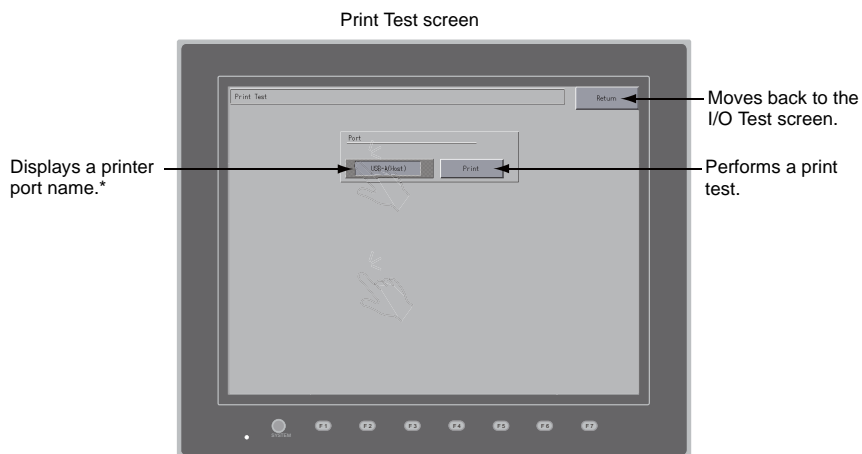 Print Test screen
Print Test
Return
Moves back to the
I/O Test screen.
Port
Displays a printer
port name.*
USB-A(Host)
Print
Performs a print
test.
SYSTEM
F1
F2
F3
F4
F5
F6
F7